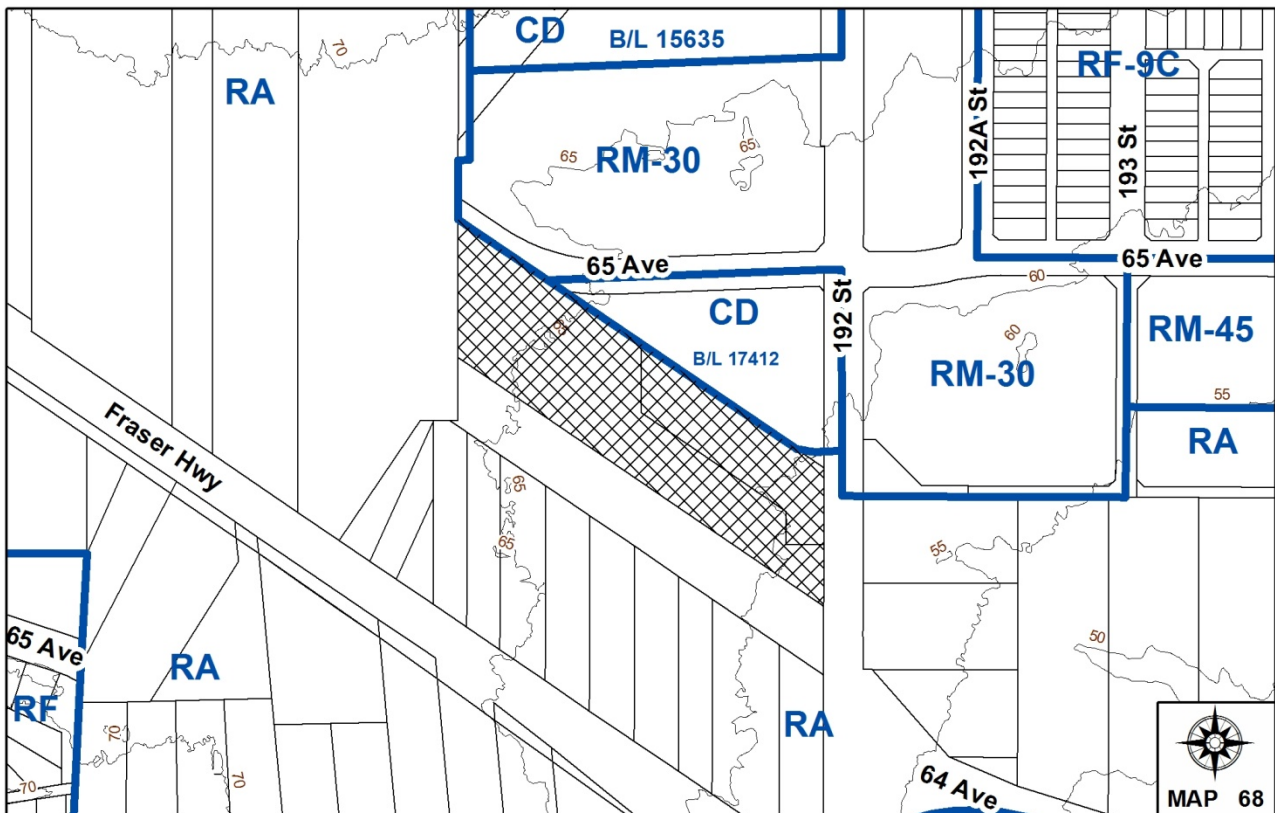 CD
B/L 15635
70
RA
RF-9C
192A St
193 St
65
RM-30
65
65 Ave
65 Ave
60
CD
192 St
B/L 17412
65
60
RM-30
RM-45
55
RA
Fraser Hwy
65
65
55
50
65 Ave
RA
RF
RA
70
70
70
64 Ave
MAP 68